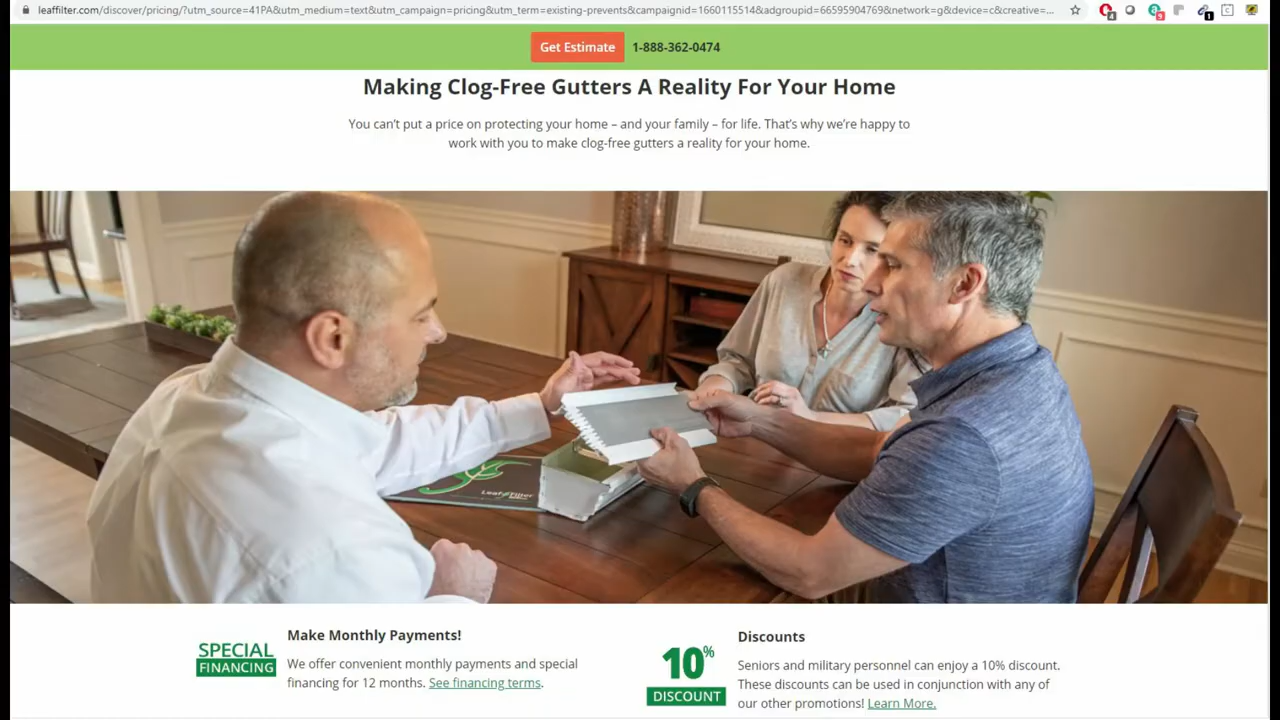 leaffilter.com/discover/pricing/?utm_source=41PA&utm_medium=text&utm_campaign=pricing&utm_term=existing-prevents&campaignid=1660115514&adgroupid=66595904769&network=g&device=c&creative=...
4
9
1
Get Estimate 1-888-362-0474
Making Clog-Free Gutters A Reality For Your Home
You can't put a price on protecting your home – and your family – for life. That's why we're happy to
work with you to make clog-free gutters a reality for your home.
LeafFilter
SPECIAL
FINANCING
Make Monthly Payments!
We offer convenient monthly payments and special
financing for 12 months. See financing terms.
10%
DISCOUNT
Discounts
Seniors and military personnel can enjoy a 10% discount.
These discounts can be used in conjunction with any of
our other promotions! Learn More.